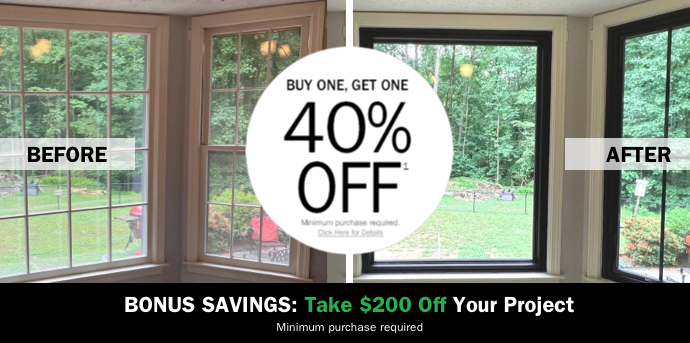 BUY ONE, GET ONE
40%
OFF¹
Minimum purchase required.
Click Here for Details
BEFORE
AFTER
BONUS SAVINGS: Take $200 Off Your Project
Minimum purchase required